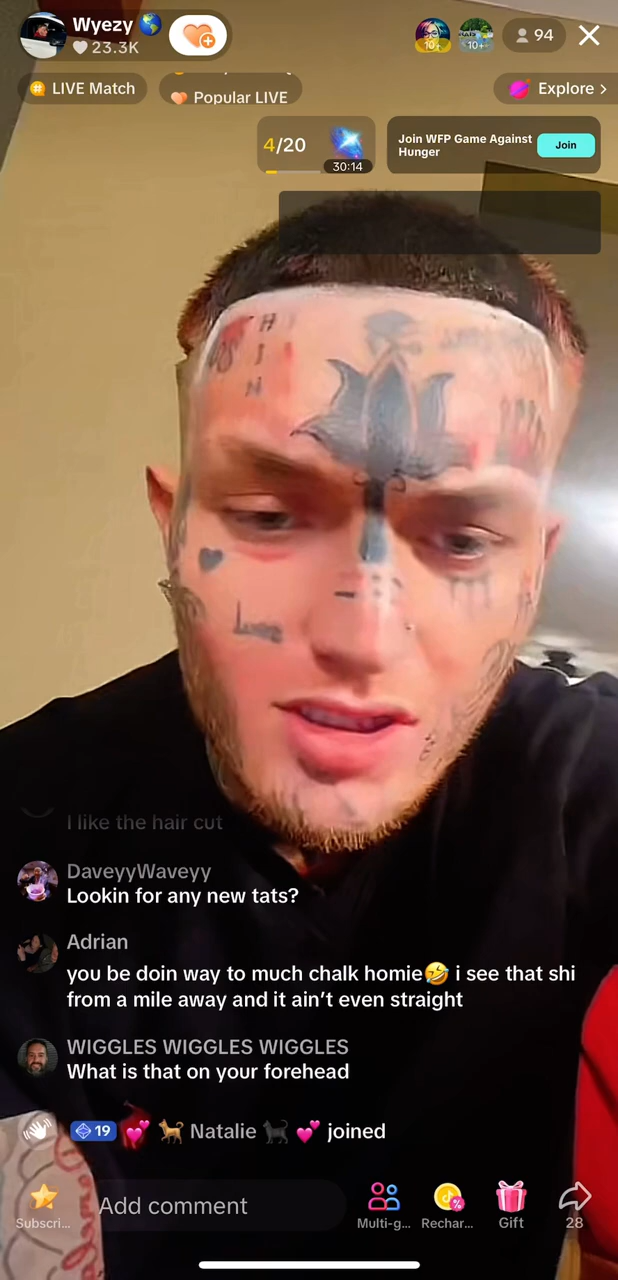 Wyezy 🌎
23.3K
10+
10+
94
LIVE Match
Popular LIVE
Explore >
4/20
30:14
Join WFP Game Against
Hunger
Join
I like the hair cut
DaveyyWaveyy
Lookin for any new tats?
Adrian
you be doin way to much chalk homie🤣 i see that shi
from a mile away and it ain’t even straight
WIGGLES WIGGLES WIGGLES
What is that on your forehead
19 💕 🐕 Natalie 🐈‍⬛ 💕 joined
Subscri...
Add comment
Multi-g...
Rechar...
Gift
28